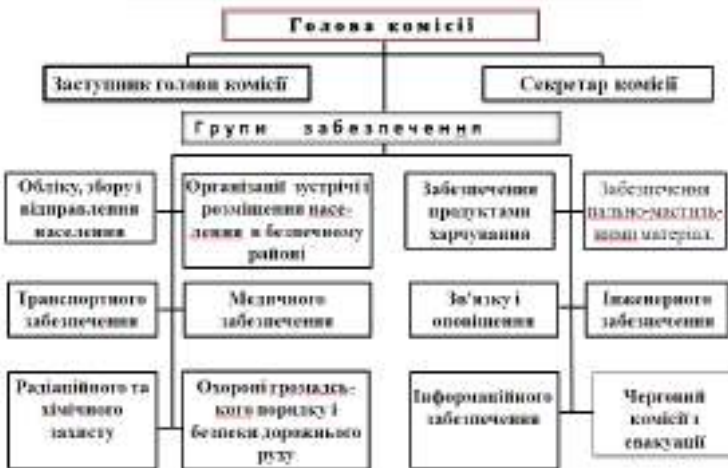 Голова комісії
Заступник голови комісії
Секретар комісії
Групи забезпечення
Обліку, збору і
відправлення
населення
Організації зустрічі і
розміщення насе-
лення в безпечному
районі
Забезпечення
продуктами
харчування
Забезпечення
пально-мастиль-
ними матеріал.
Транспортного
забезпечення
Медичного
забезпечення
Зв'язку і
оповіщення
Інженерного
забезпечення
Радіаційного та
хімічного
захисту
Охороні громадсь-
кого порядку і
безпеки дорожнього
руху
Інформаційного
забезпечення
Черговий
комісії з
евакуації